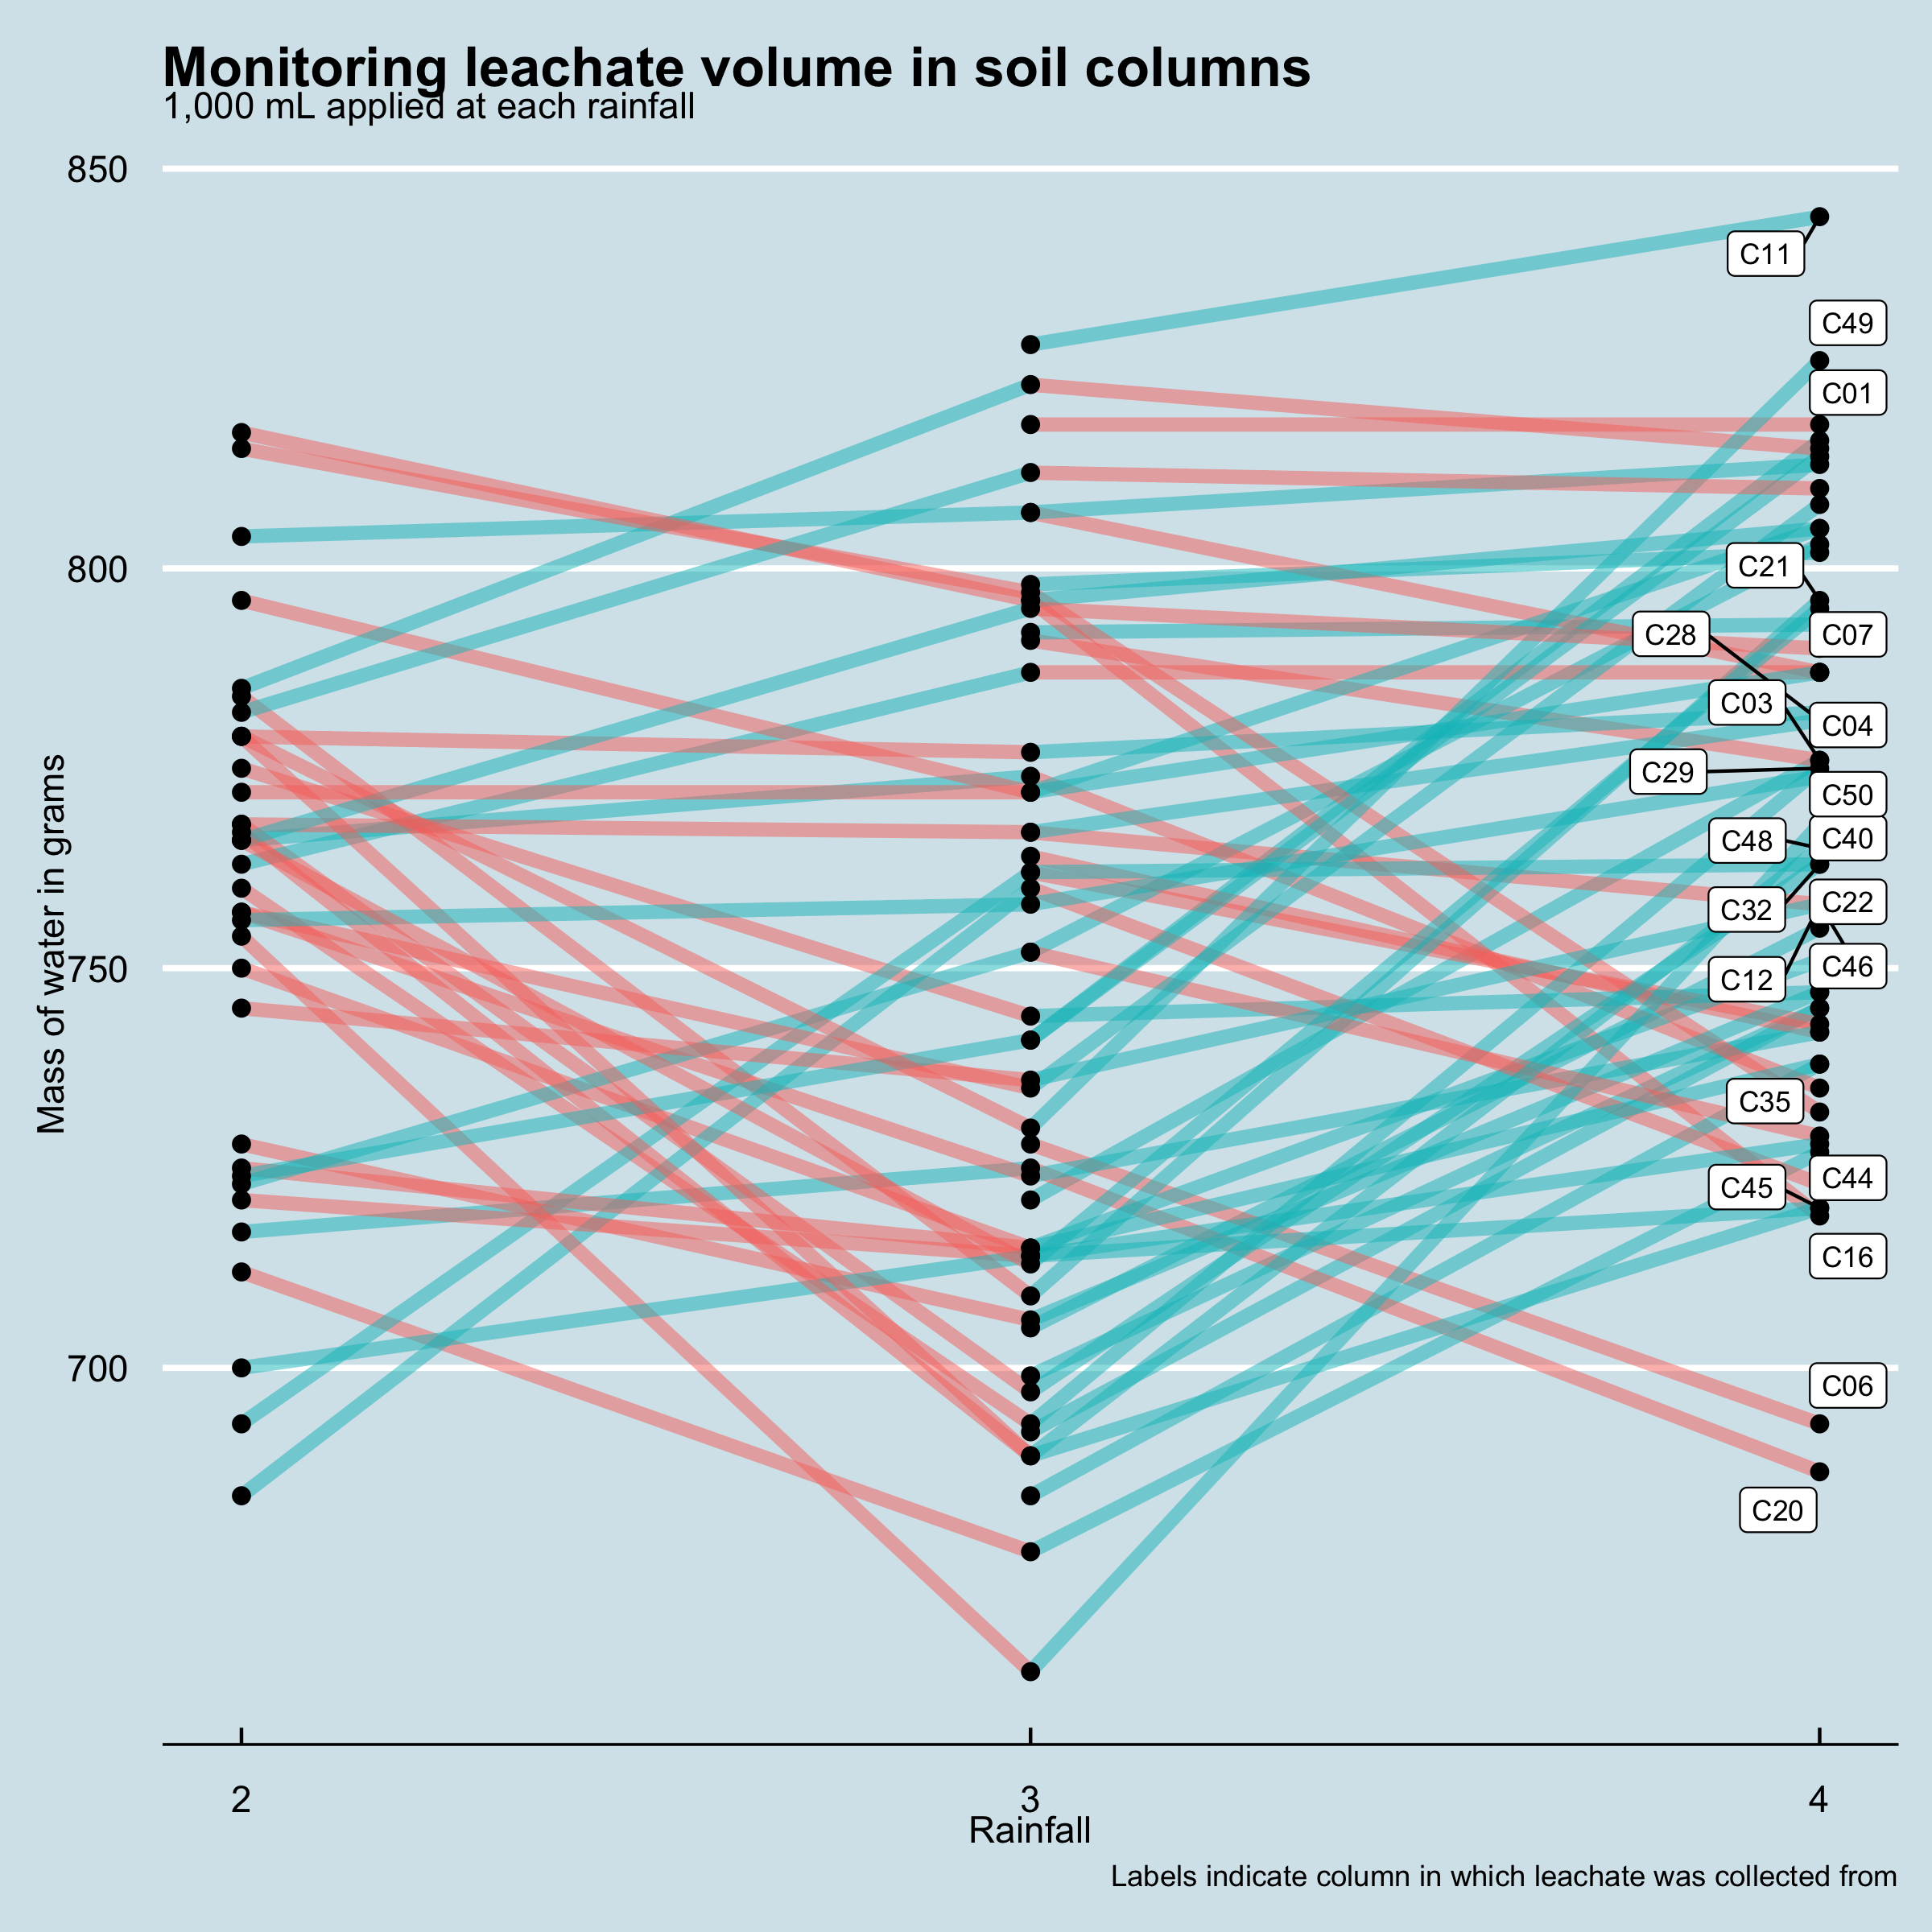 Monitoring leachate volume in soil columns
1,000 mL applied at each rainfall
850
C11
C49
C01
800
C21
C28
C07
C03
C04
C29
C50
C48
C40
C32
C22
750
C12
C46
C35
C45
C44
C16
700
C06
C20
Mass of water in grams
2
3
4
Rainfall
Labels indicate column in which leachate was collected from